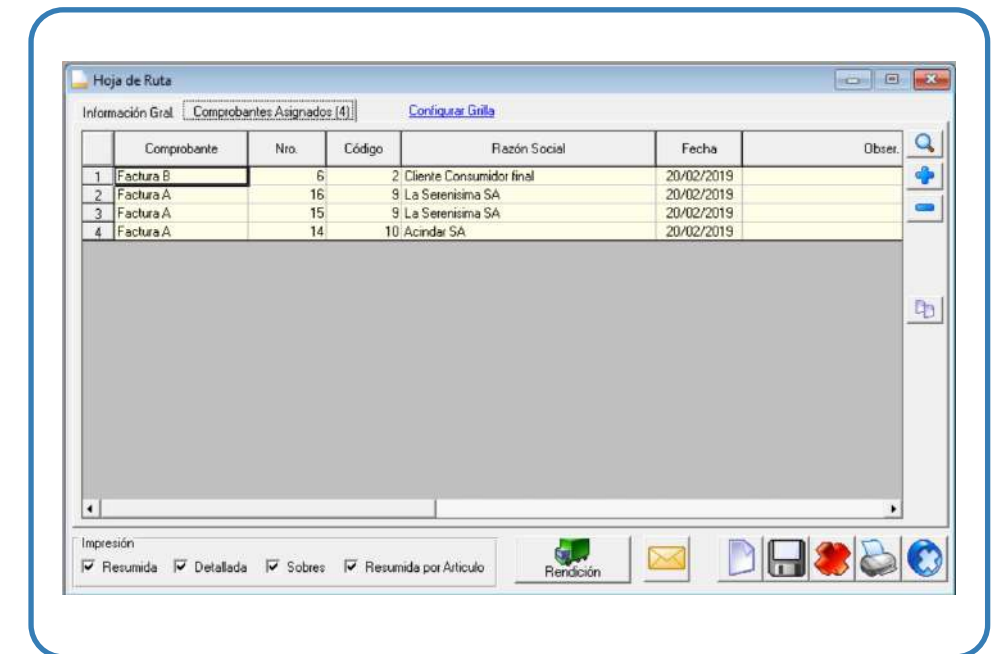 Hoja de Ruta
Información Gral. Comprobantes Asignados (4) Configurar Grilla
Comprobante Nro. Código Razón Social Fecha Obser.
1 Factura B 6 2 Cliente Consumidor final 20/02/2019
2 Factura A 16 9 La Serenisima SA 20/02/2019
3 Factura A 15 9 La Serenisima SA 20/02/2019
4 Factura A 14 10 Acindar SA 20/02/2019
Impresión
Resumida Detallada Sobres Resumida por Articulo Rendición